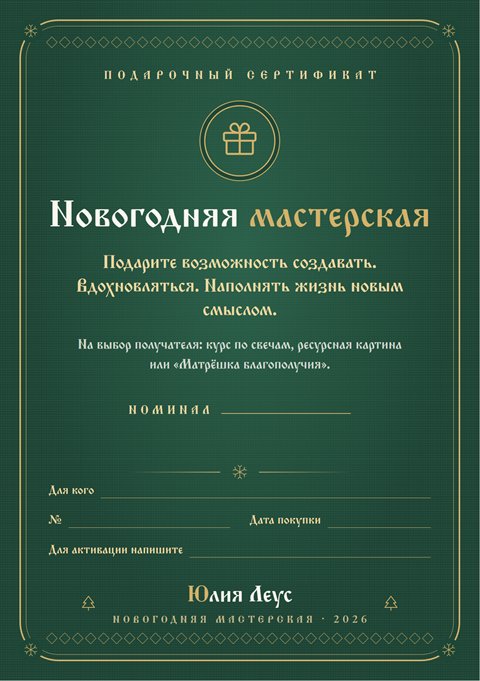 ПОДАРОЧНЫЙ СЕРТИФИКАТ
Новогодняя мастерская
Подарите возможность создавать.
Вдохновляться. Наполнять жизнь новым
смыслом.
На выбор получателя: курс по свечам, ресурсная картина
или «Матрёшка благополучия».
НОМИНАЛ
Для кого
№ Дата покупки
Для активации напишите
Юлия Леус
НОВОГОДНЯЯ МАСТЕРСКАЯ · 2026